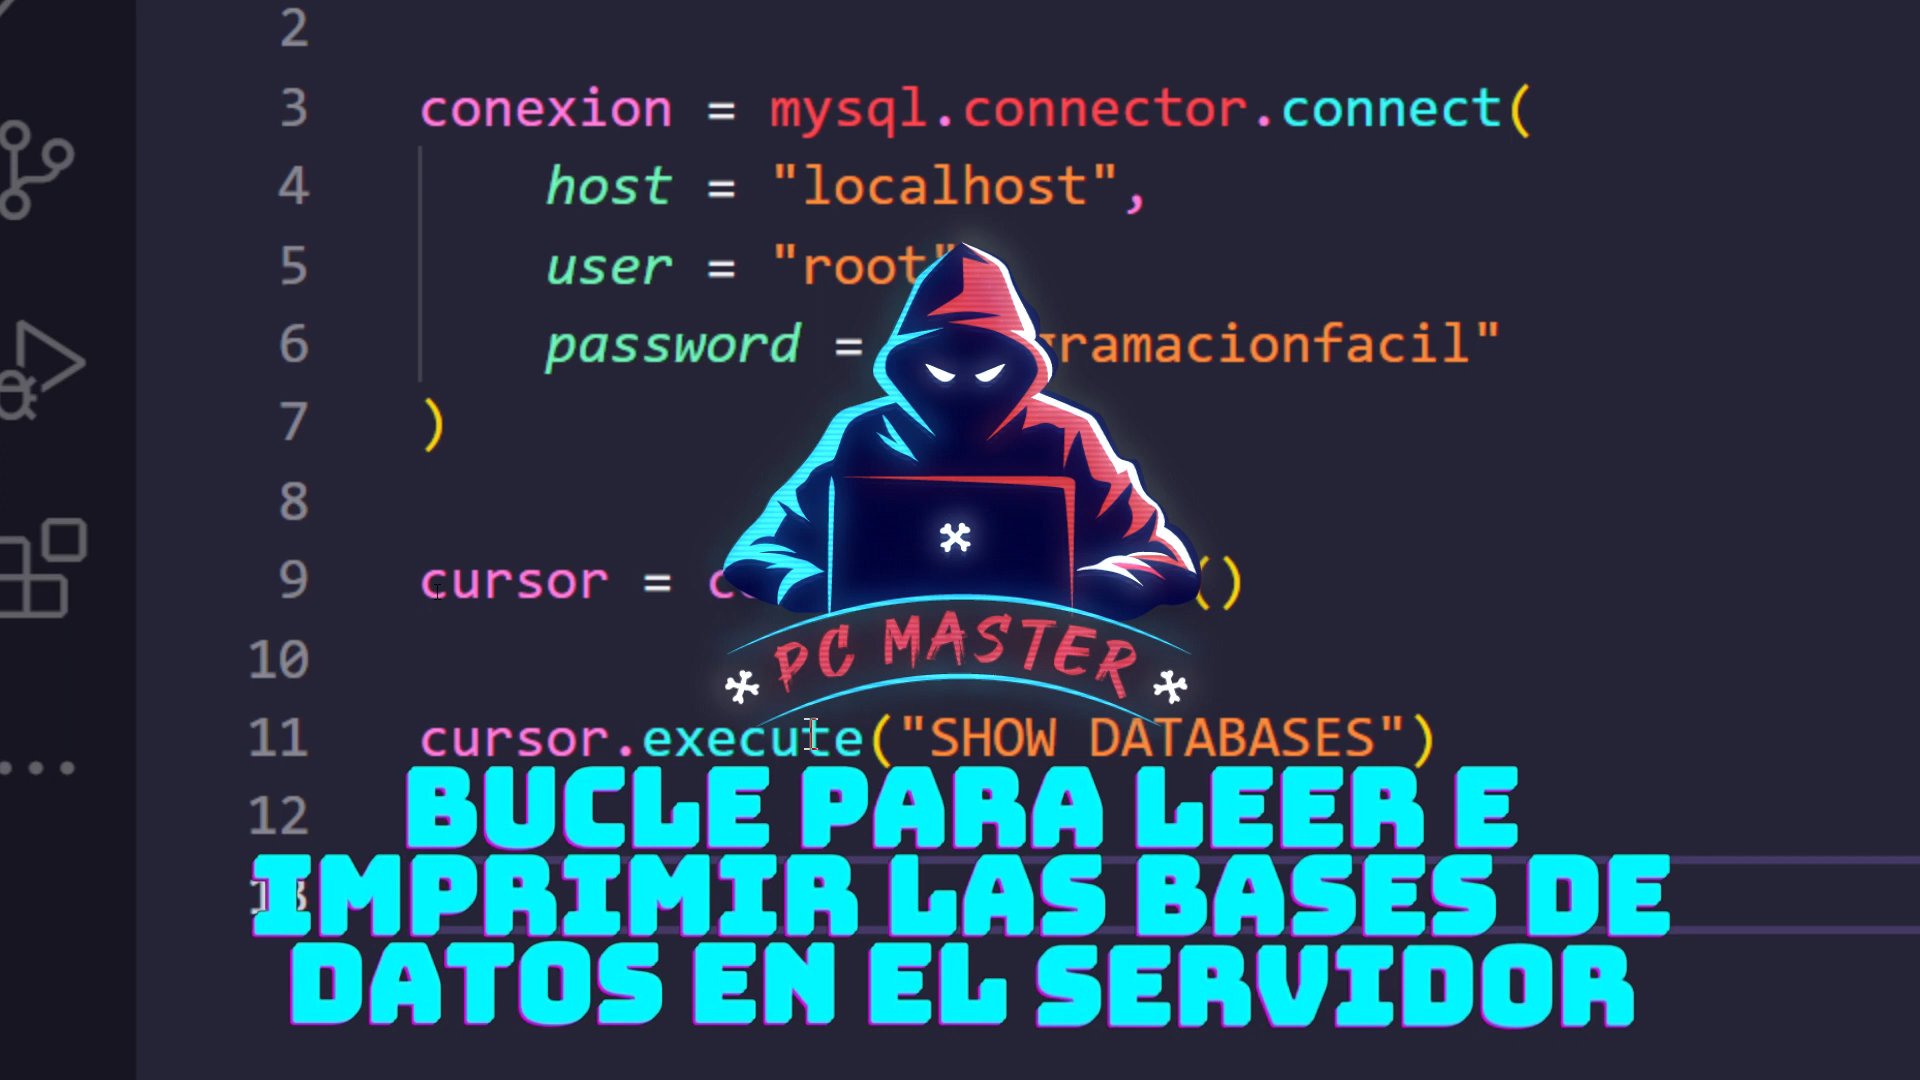 2
3 conexion = mysql.connector.connect(
4 host = "localhost",
5 user = "root"
6 password = gramacionfacil"
7 )
8
9 cursor = ()
10
PC MASTER
11 cursor.execute("SHOW DATABASES")
12
13
BUCLE PARA LEER E
IMPRIMIR LAS BASES DE
DATOS EN EL SERVIDOR